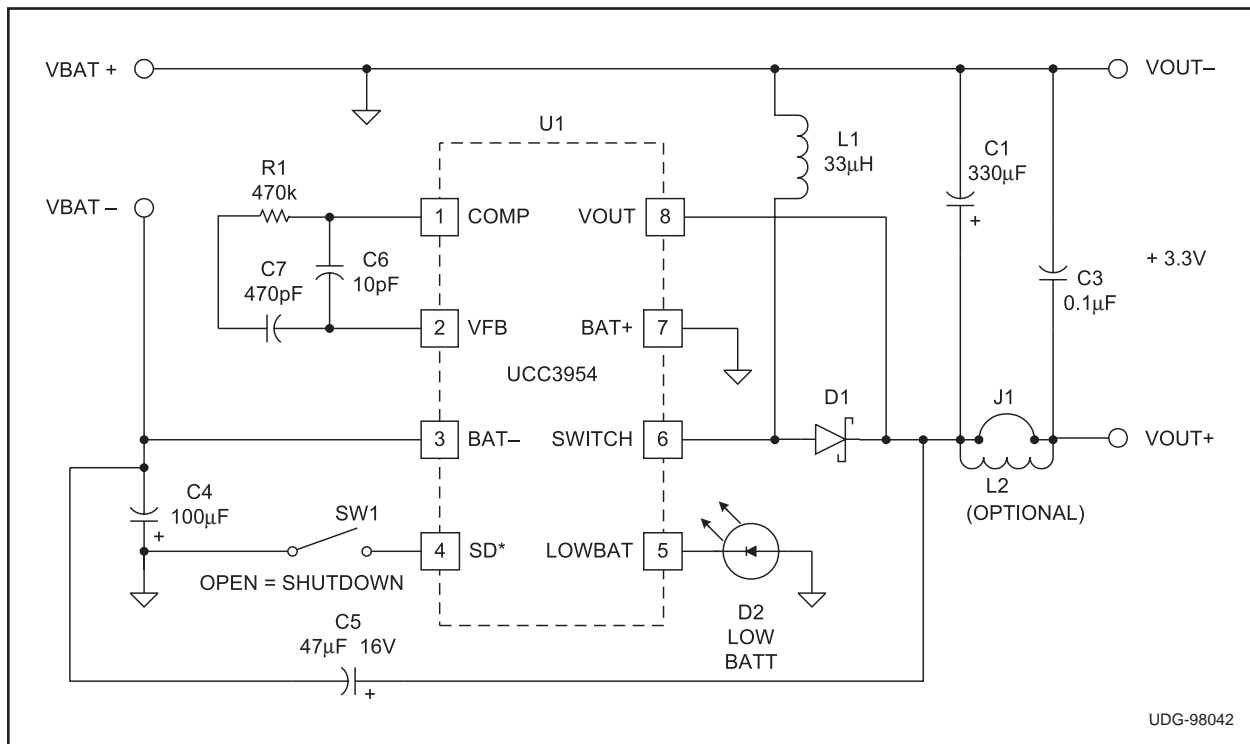 VBAT +
VOUT–
U1
L1
33μH
C1
330μF
+
R1
470k
VBAT –
1
COMP
VOUT
8
C6
10pF
C7
470pF
+ 3.3V
C3
0.1μF
2
VFB
BAT+
7
UCC3954
D1
J1
3
BAT–
SWITCH
6
VOUT+
L2
(OPTIONAL)
C4
100μF
+
SW1
4
SD*
LOWBAT
5
OPEN = SHUTDOWN
D2
LOW
BATT
C5
47μF 16V
+
UDG-98042